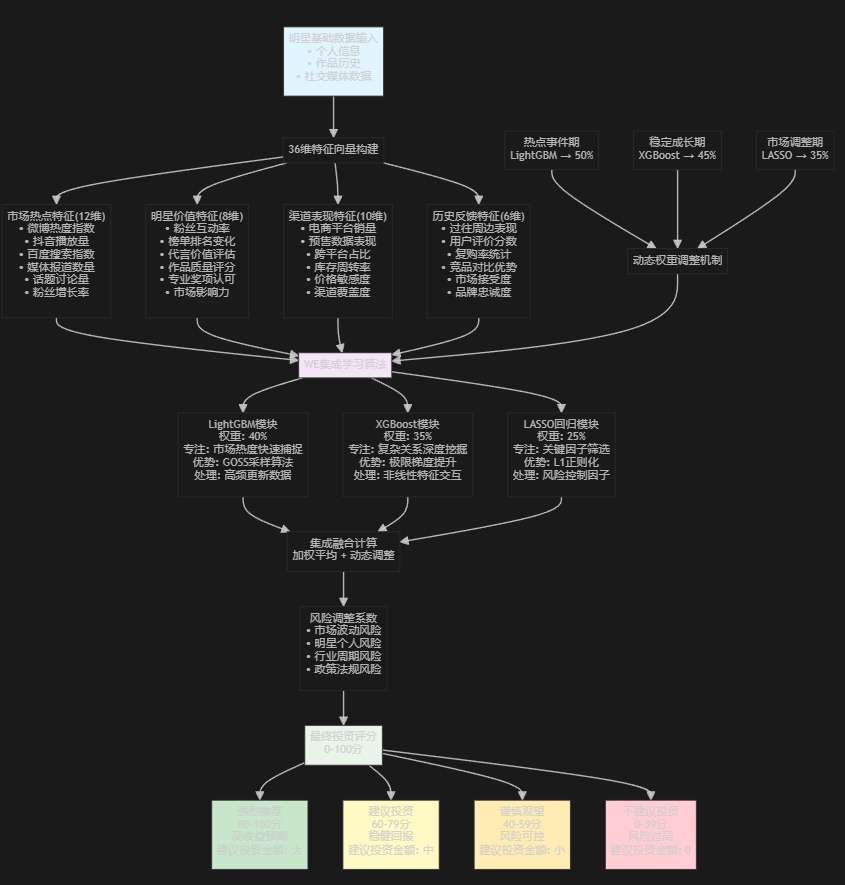 明星基础数据输入
• 个人信息
• 作品历史
• 社交媒体数据
36维特征向量构建
热点事件期
LightGBM → 50%
稳定成长期
XGBoost → 45%
市场调整期
LASSO → 35%
市场热点特征(12维)
• 微博热度指数
• 抖音播放量
• 百度搜索指数
• 媒体报道数量
• 话题讨论量
• 粉丝增长率
明星价值特征(8维)
• 粉丝互动率
• 榜单排名变化
• 代言价值评估
• 作品质量评分
• 专业奖项认可
• 市场影响力
渠道表现特征(10维)
• 电商平台销量
• 预售数据表现
• 跨平台占比
• 库存周转率
• 价格敏感度
• 渠道覆盖度
历史反馈特征(6维)
• 过往周边表现
• 用户评价分数
• 复购率统计
• 竞品对比优势
• 市场接受度
• 品牌忠诚度
动态权重调整机制
WE集成学习算法
LightGBM模块
权重: 40%
专注: 市场热度快速捕捉
优势: GOSS采样算法
处理: 高频更新数据
XGBoost模块
权重: 35%
专注: 复杂关系深度挖掘
优势: 极限梯度提升
处理: 非线性特征交互
LASSO回归模块
权重: 25%
专注: 关键因子筛选
优势: L1正则化
处理: 风险控制因子
集成融合计算
加权平均 + 动态调整
风险调整系数
• 市场波动风险
• 明星个人风险
• 行业周期风险
• 政策法规风险
最终投资评分
0-100分
强烈推荐
80-100分
高收益预期
建议投资金额: 大
建议投资
60-79分
稳健回报
建议投资金额: 中
谨慎观望
40-59分
风险可控
建议投资金额: 小
不建议投资
0-39分
风险过高
建议投资金额: 0